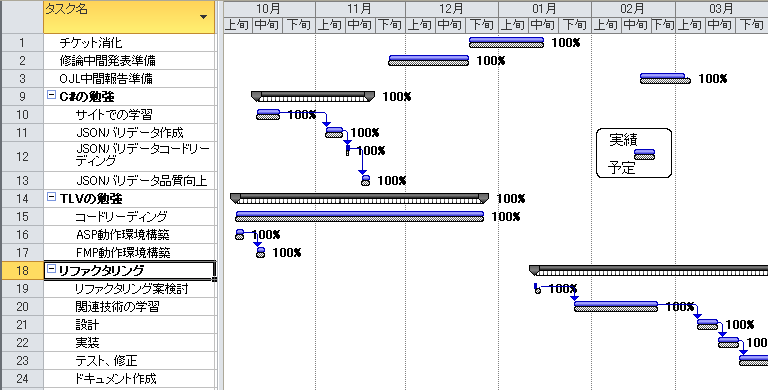 タスク名
10月 11月 12月 01月 02月 03月
上旬 中旬 下旬 上旬 中旬 下旬 上旬 中旬 下旬 上旬 中旬 下旬 上旬 中旬 下旬 上旬 中旬 下旬
1 チケット消化 100%
2 修論中間発表準備 100%
3 OJL中間報告準備 100%
9 C#の勉強 100%
10 サイトでの学習 100%
11 JSONバリデータ作成 100%
12 JSONバリデータコードリーディング 100%
13 JSONバリデータ品質向上 100%
14 TLVの勉強 100%
15 コードリーディング 100%
16 ASP動作環境構築 100%
17 FMP動作環境構築 100%
18 リファクタリング
19 リファクタリング案検討 100%
20 関連技術の学習 100%
21 設計 100%
22 実装 100%
23 テスト、修正
24 ドキュメント作成
実績
予定